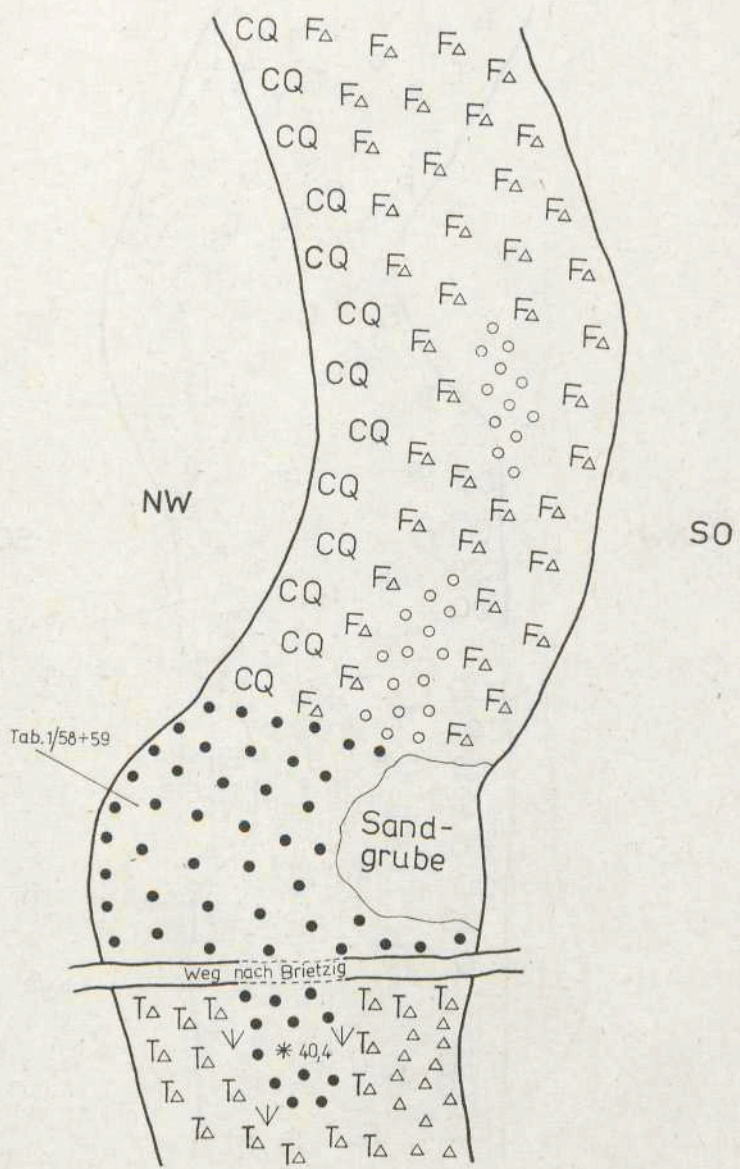 CQ F△ F△ F△ F△
CQ F△ F△ F△ F△
CQ F△ F△ F△ F△
CQ F△ F△ F△ F△
CQ F△ F△ F△ F△
CQ F△
CQ F△ F△
CQ F△ F△ F△
NW
CQ F△ F△ F△
SO
CQ F△ F△
CQ F△ F△
CQ F△ F△ F△
CQ F△ F△ F△
F△
Tab.1/58+59
Sand-
grube
Weg nach Brietzig
T△ T△ T△ T△ T△ T△
T△ T△ 40,4 T△
T△ T△ T△
T△ T△ T△ T△ T△